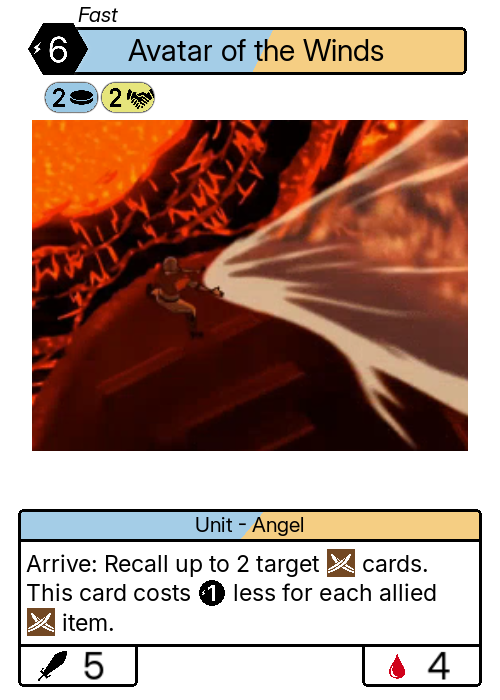 Fast
6 Avatar of the Winds
2 2
Unit - Angel
Arrive: Recall up to 2 target cards.
This card costs 1 less for each allied
item.
5 4